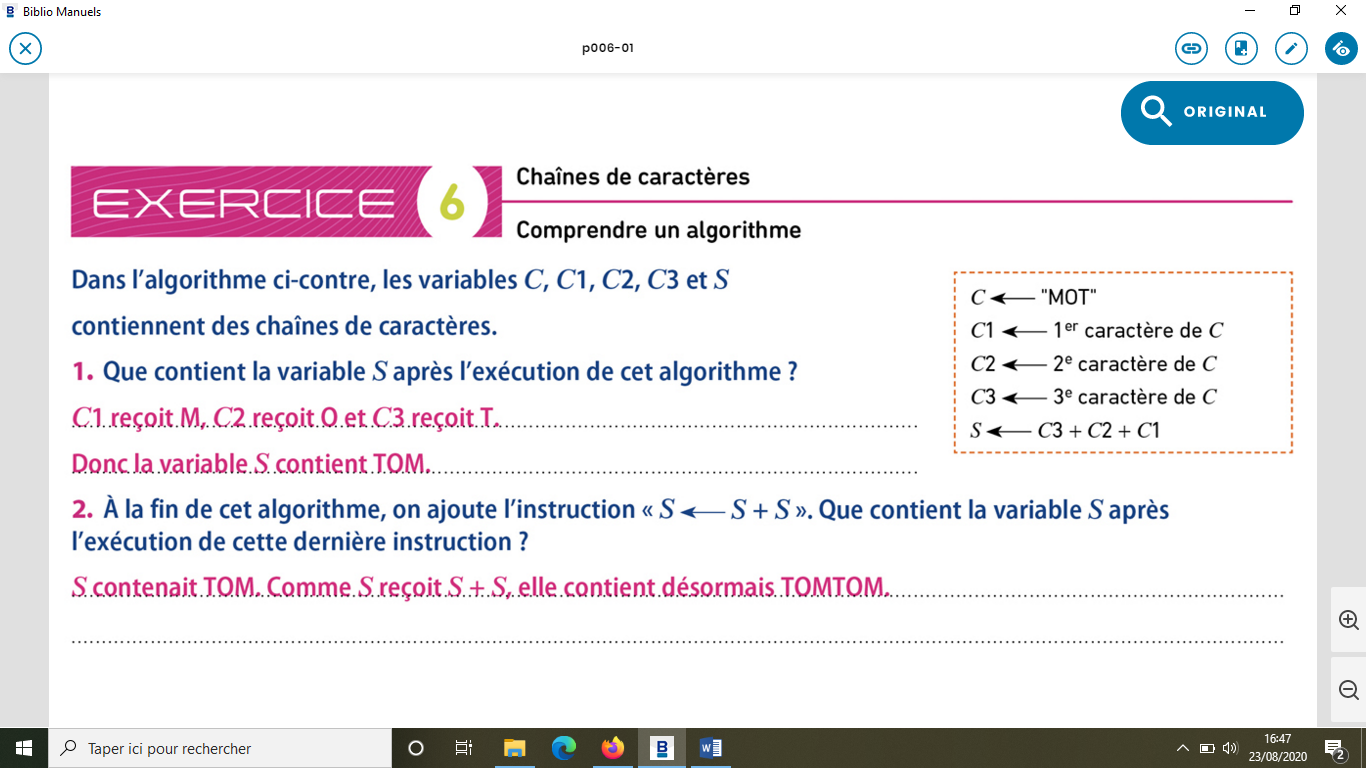 Biblio Manuels
p006-01
ORIGINAL
EXERCICE 6
Chaînes de caractères
Comprendre un algorithme
Dans l'algorithme ci-contre, les variables C, C1, C2, C3 et S
contiennent des chaînes de caractères.
1. Que contient la variable S après l'exécution de cet algorithme ?
C1 reçoit M, C2 reçoit O et C3 reçoit T.
Donc la variable S contient TOM.
C ← "MOT"
C1 ← 1er caractère de C
C2 ← 2e caractère de C
C3 ← 3e caractère de C
S ← C3 + C2 + C1
2. À la fin de cet algorithme, on ajoute l'instruction « S ← S + S ». Que contient la variable S après
l'exécution de cette dernière instruction ?
S contenait TOM. Comme S reçoit S + S, elle contient désormais TOMTOM.
Taper ici pour rechercher
16:47
23/08/2020
2